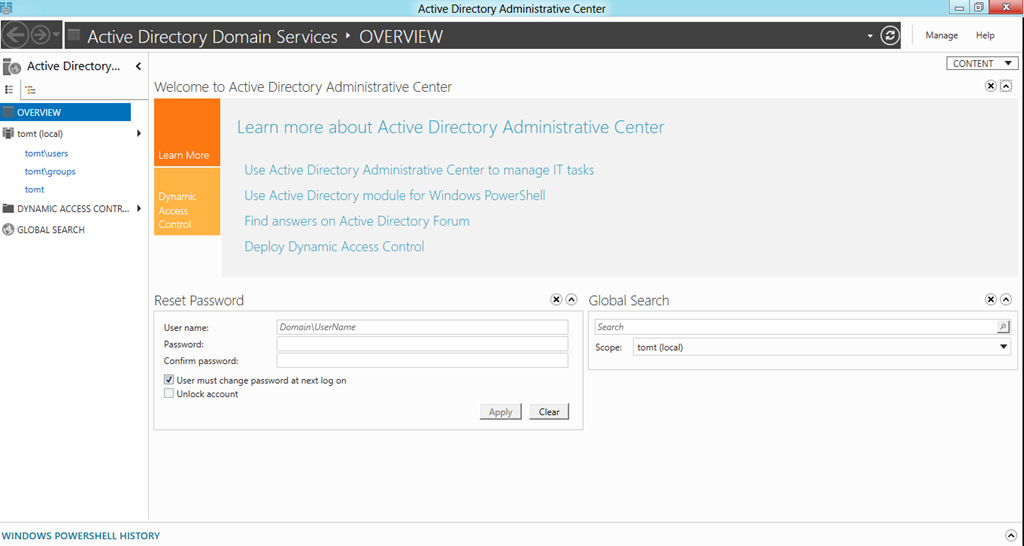 Active Directory Administrative Center
Active Directory Domain Services ‣ OVERVIEW
Manage
Help
Active Directory...
CONTENT
OVERVIEW
tomt (local)
tomt\users
tomt\groups
tomt
DYNAMIC ACCESS CONTR...
GLOBAL SEARCH
Welcome to Active Directory Administrative Center
Learn More
Dynamic
Access
Control
Learn more about Active Directory Administrative Center
Use Active Directory Administrative Center to manage IT tasks
Use Active Directory module for Windows PowerShell
Find answers on Active Directory Forum
Deploy Dynamic Access Control
Reset Password
User name:
Domain\UserName
Password:
Confirm password:
User must change password at next log on
Unlock account
Apply
Clear
Global Search
Search
Scope:
tomt (local)
WINDOWS POWERSHELL HISTORY